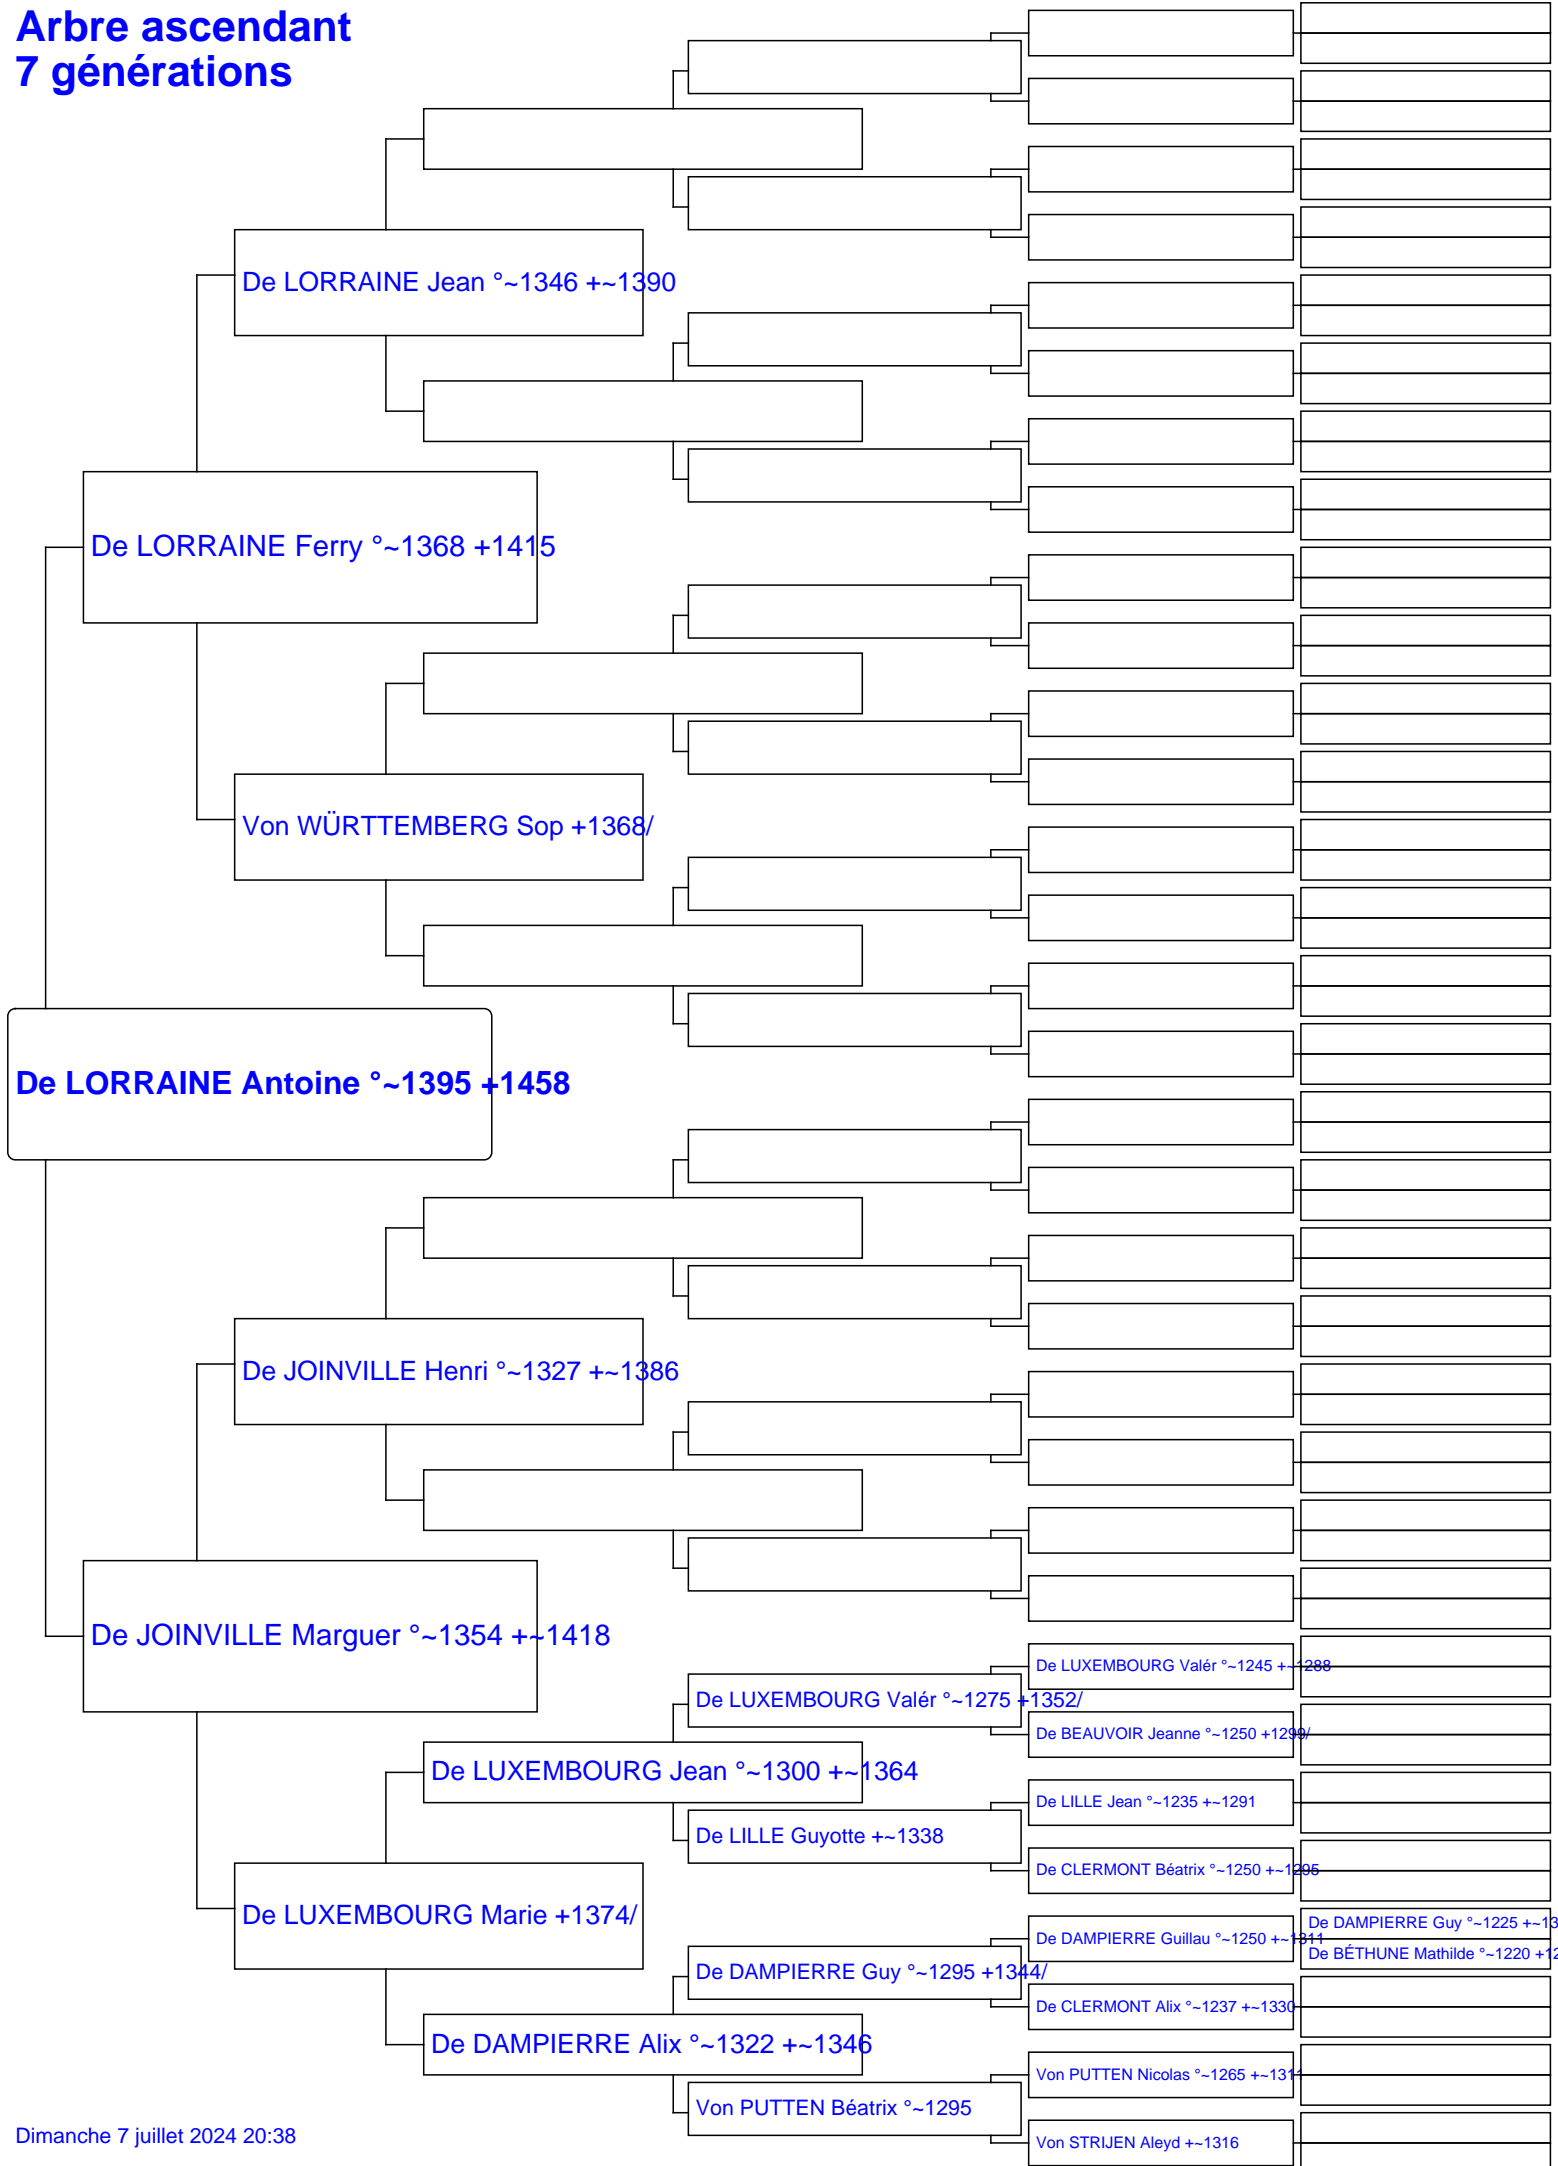 Arbre ascendant
7 générations
De LORRAINE Jean °~1346 +~1390
De LORRAINE Ferry °~1368 +1415
Von WÜRTTEMBERG Sop +1368/
De LORRAINE Antoine °~1395 +1458
De JOINVILLE Henri °~1327 +~1386
De JOINVILLE Marguer °~1354 +~1418
De LUXEMBOURG Valér °~1245 +~1288
De LUXEMBOURG Valér °~1275 +1352/
De BEAUVOIR Jeanne °~1250 +1299/
De LUXEMBOURG Jean °~1300 +~1364
De LILLE Jean °~1235 +~1291
De LILLE Guyotte +~1338
De CLERMONT Béatrix °~1250 +~1295
De LUXEMBOURG Marie +1374/
De DAMPIERRE Guy °~1225 +~13
De DAMPIERRE Guillau °~1250 +~1311
De BÉTHUNE Mathilde °~1220 +12
De DAMPIERRE Guy °~1295 +1344/
De CLERMONT Alix °~1237 +~1330
De DAMPIERRE Alix °~1322 +~1346
Von PUTTEN Nicolas °~1265 +~1311
Von PUTTEN Béatrix °~1295
Von STRIJEN Aleyd +~1316
Dimanche 7 juillet 2024 20:38